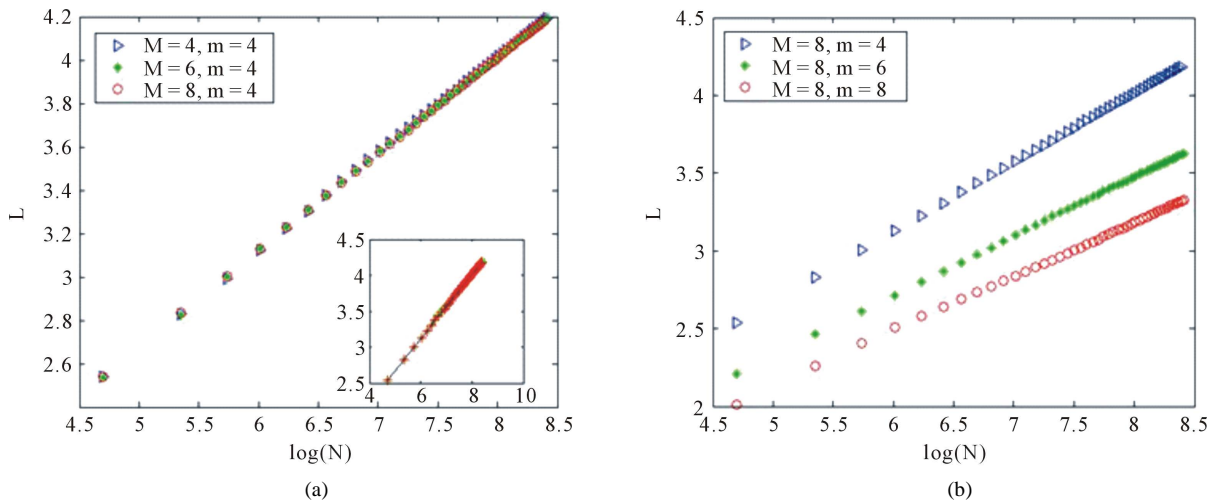 4.2
4
3.8
3.6
3.4
3.2
3
2.8
2.6
L
M = 4, m = 4
M = 6, m = 4
M = 8, m = 4
4.5
4
3.5
3
2.5
4 6 8 10
4.5 5 5.5 6 6.5 7 7.5 8 8.5
log(N)
(a)
4.5
4
3.5
3
2.5
2
L
M = 8, m = 4
M = 8, m = 6
M = 8, m = 8
4.5 5 5.5 6 6.5 7 7.5 8 8.5
log(N)
(b)